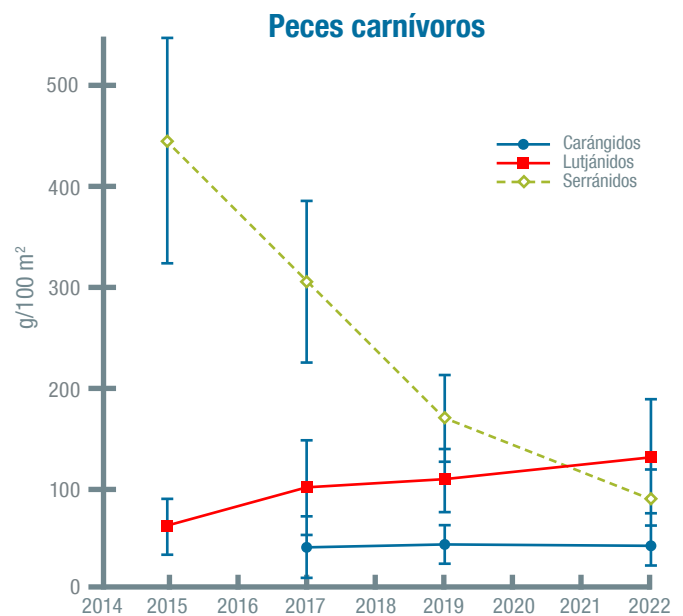 Peces carnívoros
500
400
300
200
100
0
g/100 m²
Carángidos
Lutjánidos
Serránidos
2014 2015 2016 2017 2018 2019 2020 2021 2022